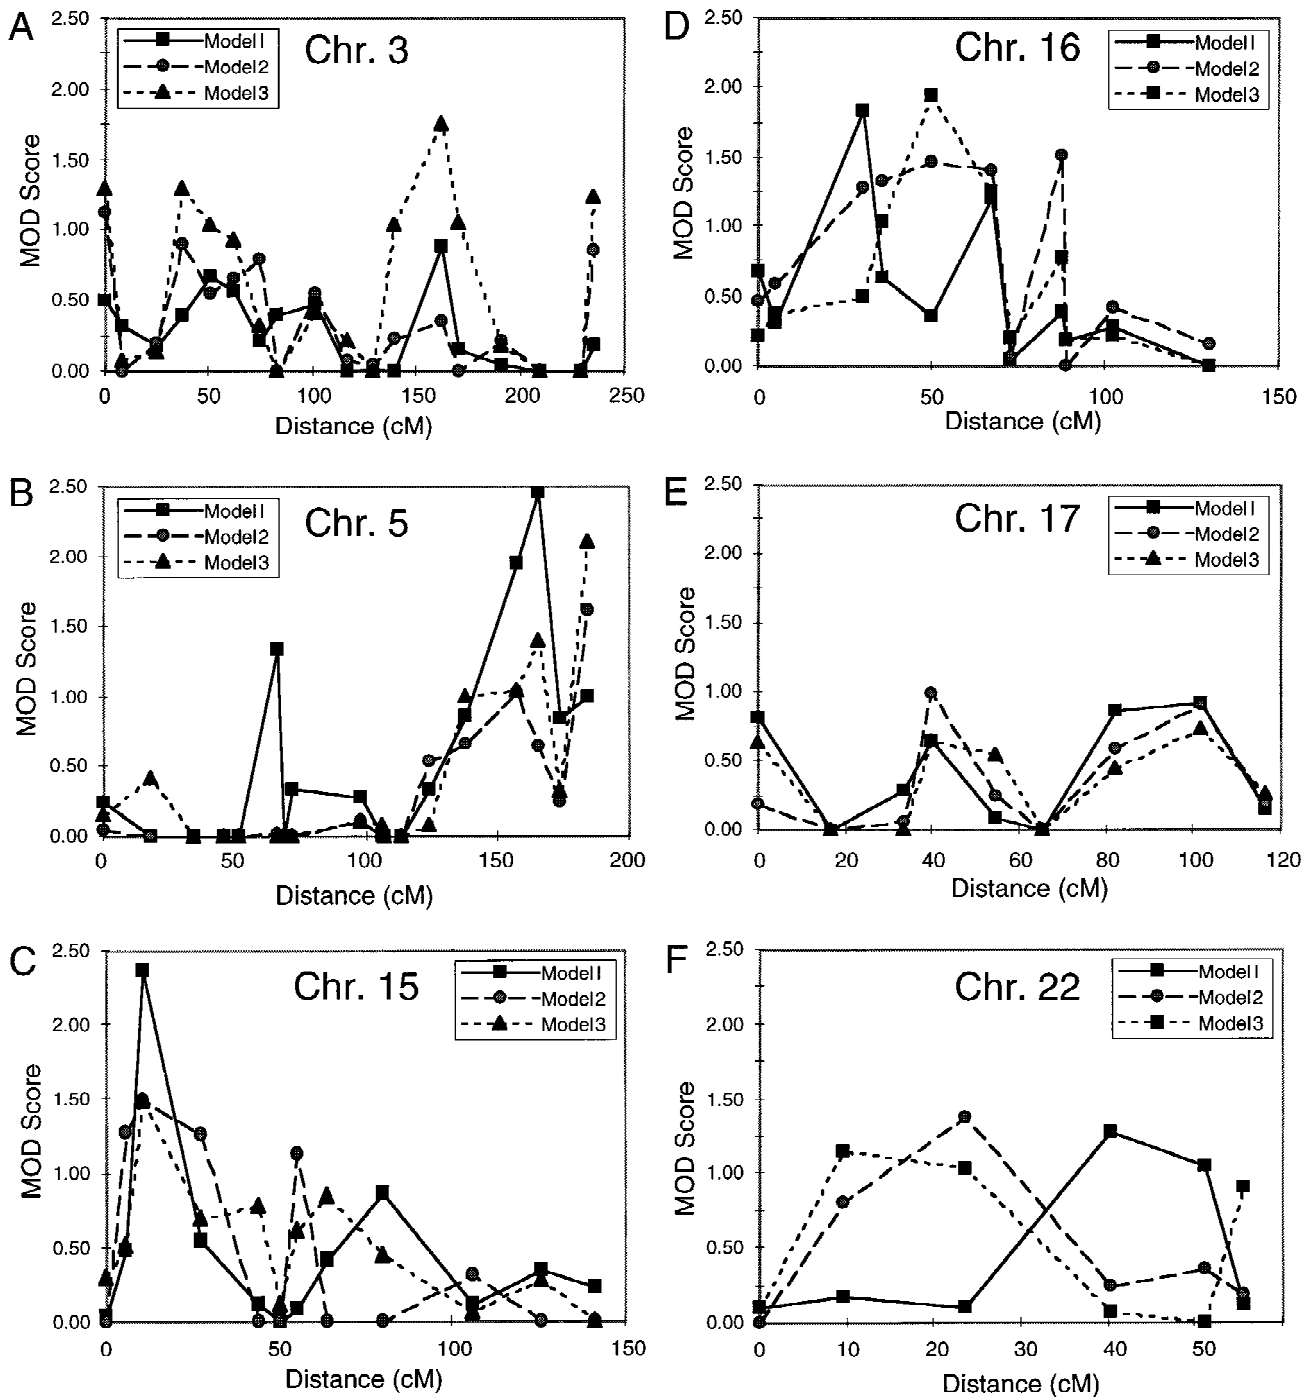 A
Chr. 3
Model1
Model2
Model3
MOD Score
2.50
2.00
1.50
1.00
0.50
0.00
0 50 100 150 200 250
Distance (cM)
D
Chr. 16
Model1
Model2
Model3
MOD Score
2.50
2.00
1.50
1.00
0.50
0.00
0 50 100 150
Distance (cM)
B
Chr. 5
Model1
Model2
Model3
MOD Score
2.50
2.00
1.50
1.00
0.50
0.00
0 50 100 150 200
Distance (cM)
E
Chr. 17
Model1
Model2
Model3
MOD Score
2.50
2.00
1.50
1.00
0.50
0.00
0 20 40 60 80 100 120
Distance (cM)
C
Chr. 15
Model1
Model2
Model3
MOD Score
2.50
2.00
1.50
1.00
0.50
0.00
0 50 100 150
Distance (cM)
F
Chr. 22
Model1
Model2
Model3
MOD Score
2.50
2.00
1.50
1.00
0.50
0.00
0 10 20 30 40 50
Distance (cM)